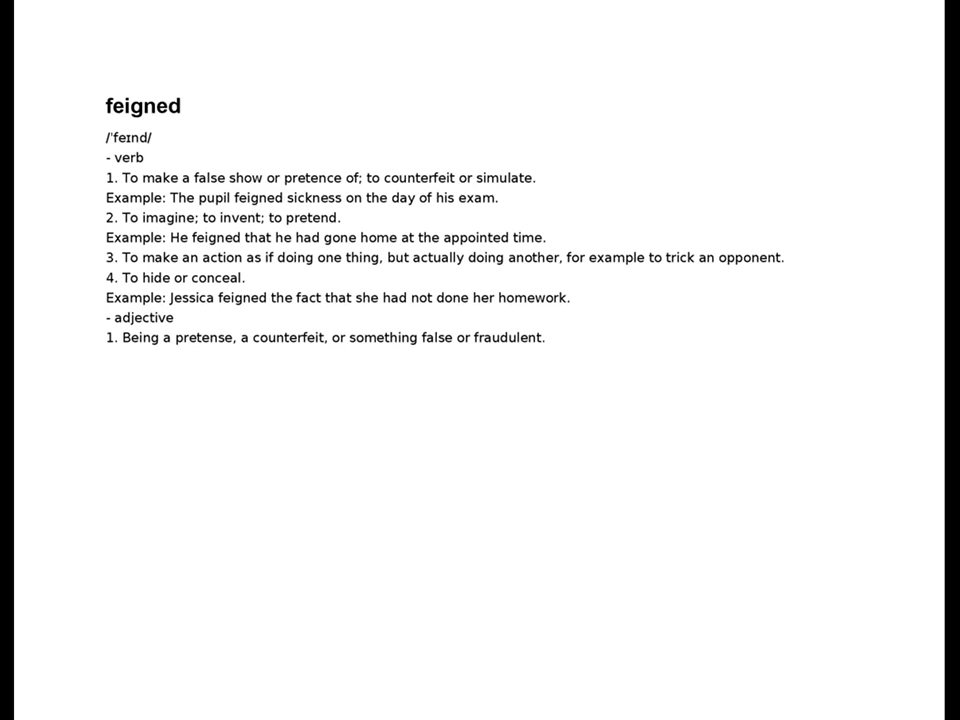 feigned
/ˈfeɪnd/
- verb
1. To make a false show or pretence of; to counterfeit or simulate.
Example: The pupil feigned sickness on the day of his exam.
2. To imagine; to invent; to pretend.
Example: He feigned that he had gone home at the appointed time.
3. To make an action as if doing one thing, but actually doing another, for example to trick an opponent.
4. To hide or conceal.
Example: Jessica feigned the fact that she had not done her homework.
- adjective
1. Being a pretense, a counterfeit, or something false or fraudulent.